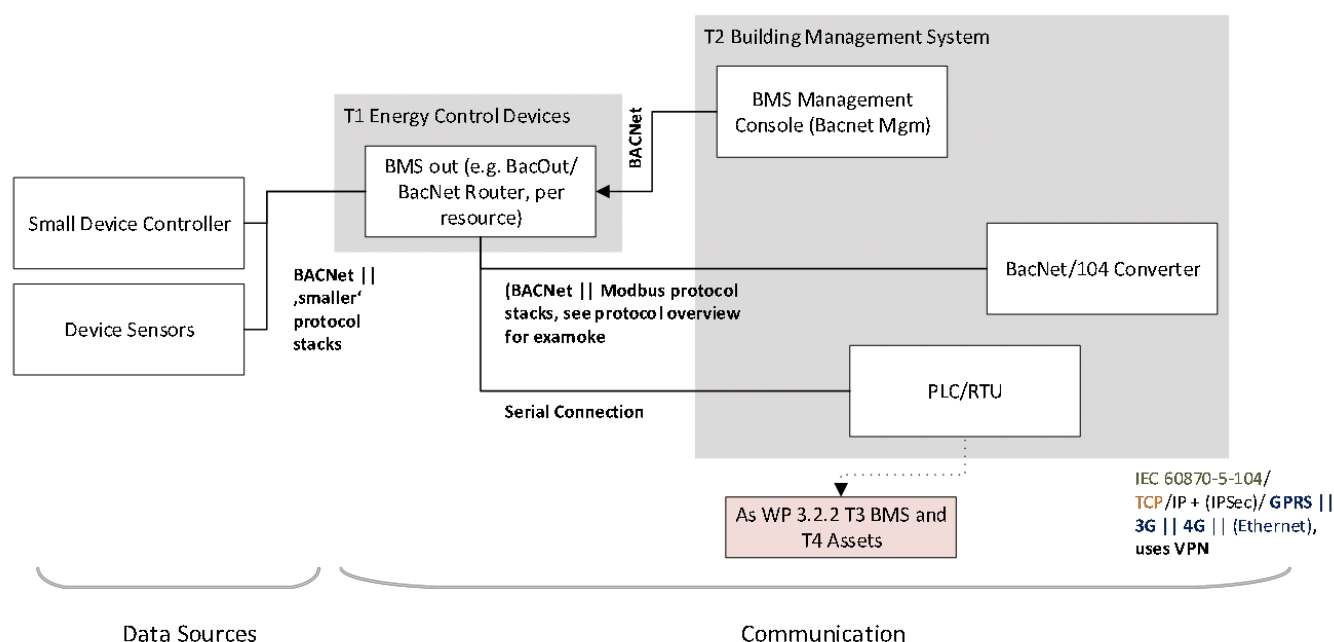 T2 Building Management System
BMS Management
Console (Bacnet Mgm)
BACNet
T1 Energy Control Devices
BMS out (e.g. BacOut/
BacNet Router, per
resource)
Small Device Controller
Device Sensors
BACNet ||
‚smaller‘
protocol
stacks
(BACNet || Modbus protocol
stacks, see protocol overview
for examoke
BacNet/104 Converter
PLC/RTU
Serial Connection
As WP 3.2.2 T3 BMS and
T4 Assets
IEC 60870-5-104/
TCP/IP + (IPSec)/ GPRS ||
3G || 4G || (Ethernet),
uses VPN
Data Sources
Communication